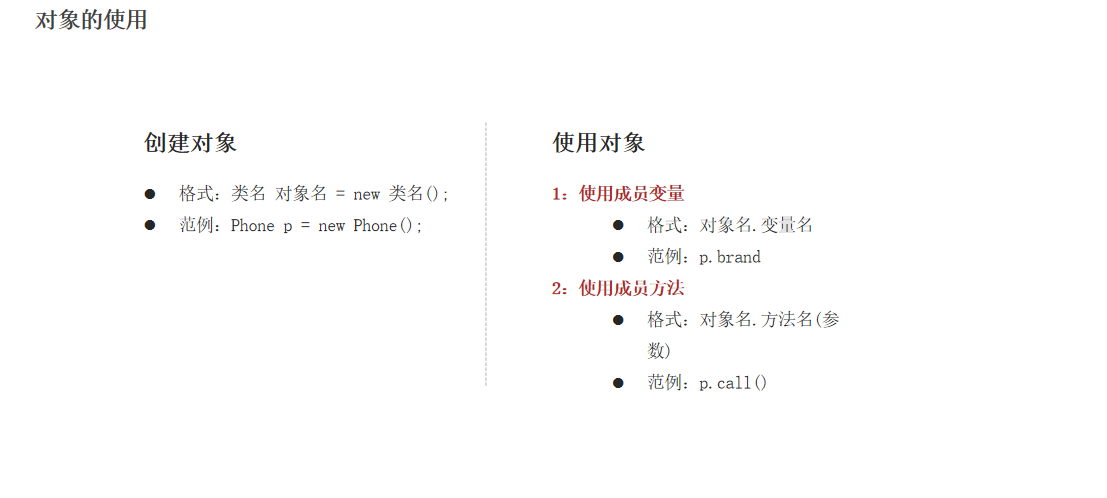 对象的使用
创建对象
● 格式：类名 对象名 = new 类名();
● 范例：Phone p = new Phone();
使用对象
1：使用成员变量
● 格式：对象名.变量名
● 范例：p.brand
2：使用成员方法
● 格式：对象名.方法名(参
数)
● 范例：p.call()